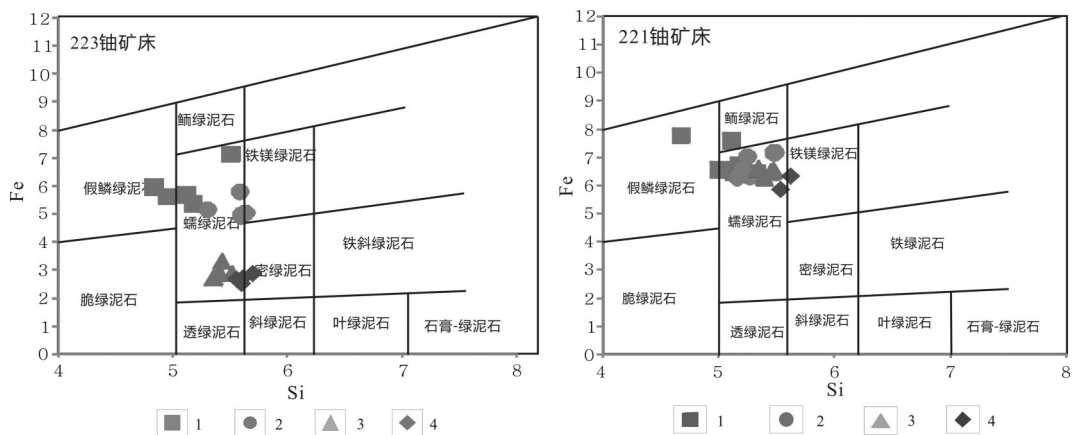 223铀矿床
12
11
10
9
8
7
6
5
4
3
2
1
0
Fe
鲕绿泥石
铁镁绿泥石
假鳞绿泥石
蠕绿泥石
铁斜绿泥石
密绿泥石
脆绿泥石
透绿泥石
斜绿泥石
叶绿泥石
石膏-绿泥石
4 5 6 7 8
Si
1 2 3 4
221铀矿床
12
11
10
9
8
7
6
5
4
3
2
1
0
Fe
鲕绿泥石
铁镁绿泥石
假鳞绿泥石
蠕绿泥石
铁绿泥石
密绿泥石
脆绿泥石
透绿泥石
斜绿泥石
叶绿泥石
石膏-绿泥石
4 5 6 7 8
Si
1 2 3 4